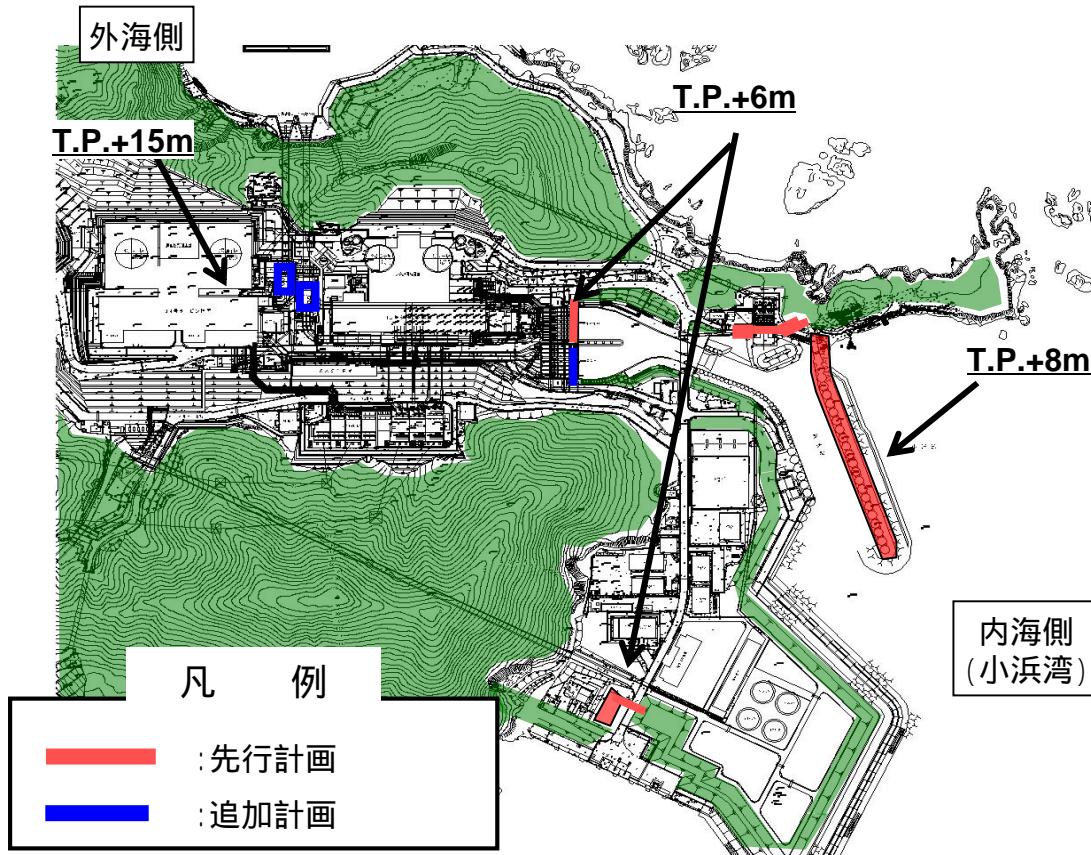 外海側
T.P.+6m
T.P.+15m
T.P.+8m
内海側
(小浜湾)
凡 例
:先行計画
:追加計画